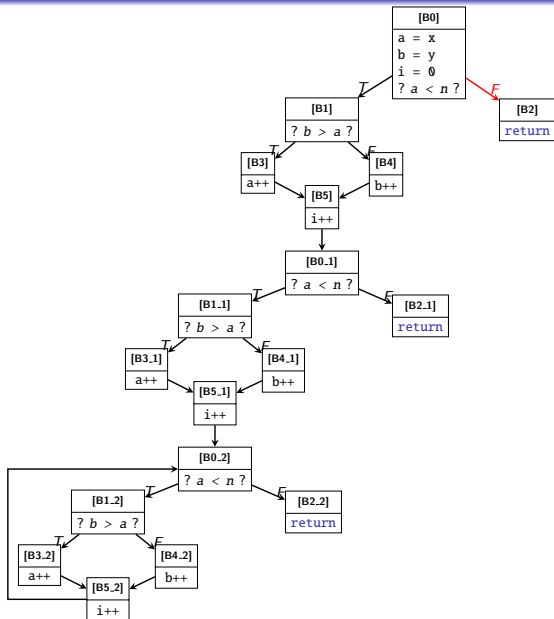 [B0]
a = x
b = y
i = 0
? a < n ?
T
F
[B2]
return
[B1]
? b > a ?
T
F
[B3]
a++
[B4]
b++
[B5]
i++
[B0_1]
? a < n ?
T
F
[B2_1]
return
[B1_1]
? b > a ?
T
F
[B3_1]
a++
[B4_1]
b++
[B5_1]
i++
[B0_2]
? a < n ?
T
F
[B2_2]
return
[B1_2]
? b > a ?
T
F
[B3_2]
a++
[B4_2]
b++
[B5_2]
i++